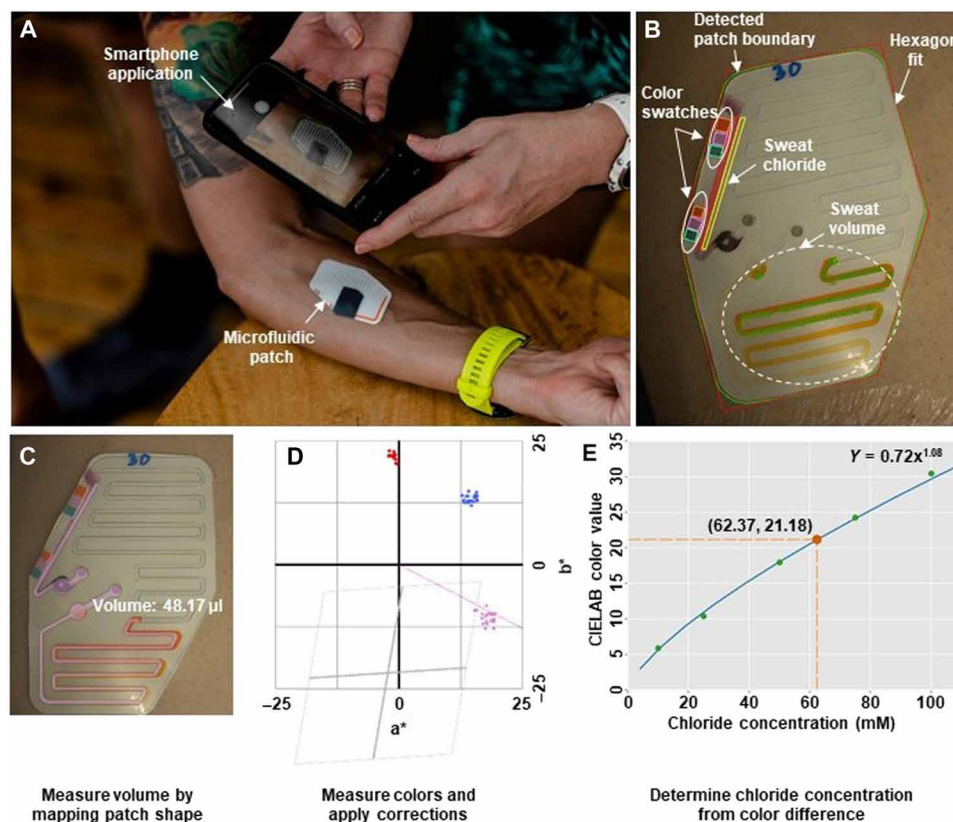 A
Smartphone
application
Microfluidic
patch
B
Detected
patch boundary
Hexagon
fit
30
Color
swatches
Sweat
chloride
Sweat
volume
C
30
Volume: 48.17 µl
D
25
0
b*
−25
−25
0
25
a*
E
35
30
25
20
15
10
5
0
CIELAB color value
Y = 0.72x^1.08
(62.37, 21.18)
0
20
40
60
80
100
Chloride concentration (mM)
Measure volume by
mapping patch shape
Measure colors and
apply corrections
Determine chloride concentration
from color difference